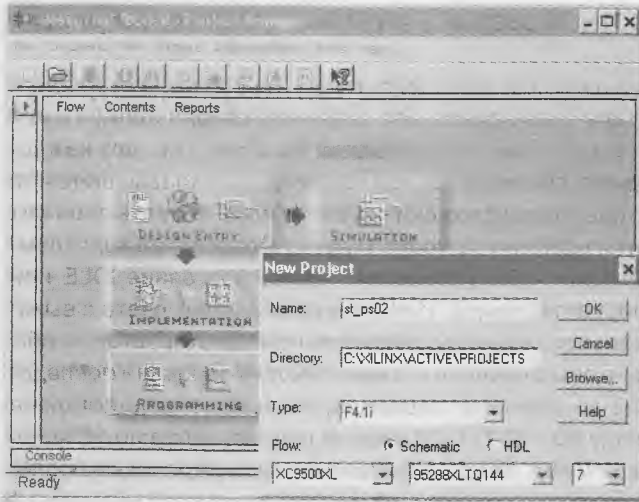 Flow Contents Reports
DESIGN ENTRY
SIMULATION
IMPLEMENTATION
PROGRAMMING
New Project
Name: st_ps02 OK
Cancel
Directory: C:\XILINX\ACTIVE\PROJECTS
Browse...
Type: F4.1i Help
Flow: Schematic HDL
XC9500XL 95288XLTQ144 7
Console
Ready